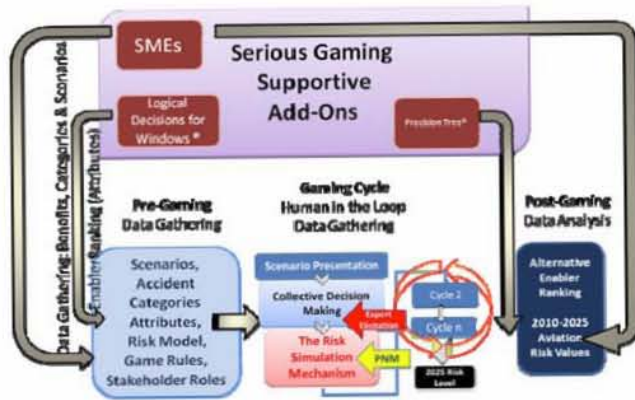 SMEs
Serious Gaming
Supportive
Add-Ons
Logical
Decisions for
Windows ®
Precision Tree®
Data Gathering: Benefits, Categories & Scenarios
Enabler Ranking (Attributes)
Pre-Gaming
Data Gathering
Gaming Cycle
Human in the Loop
Data Gathering
Post-Gaming
Data Analysis
Scenarios,
Accident
Categories
Attributes,
Risk Model,
Game Rules,
Stakeholder Roles
Scenario Presentation
Collective Decision
Making
The Risk
Simulation
Mechanism
Expert
Elicitation
PNM
Cycle 2
Cycle n
2025 Risk
Level
Alternative
Enabler
Ranking
2010-2025
Aviation
Risk Values